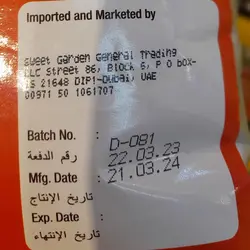 Imported and Marketed by
Sweet Garden General Trading
LLC Street 86, Block 6, P O box-
21648 DIP1-Dubai, UAE
00971 50 1061707
Batch No. : D-081
رقم الدفعة 22.03.23
Mfg. Date : 21.03.24
تاريخ الإنتاج:
Exp. Date :
تاريخ الإنتهاء: